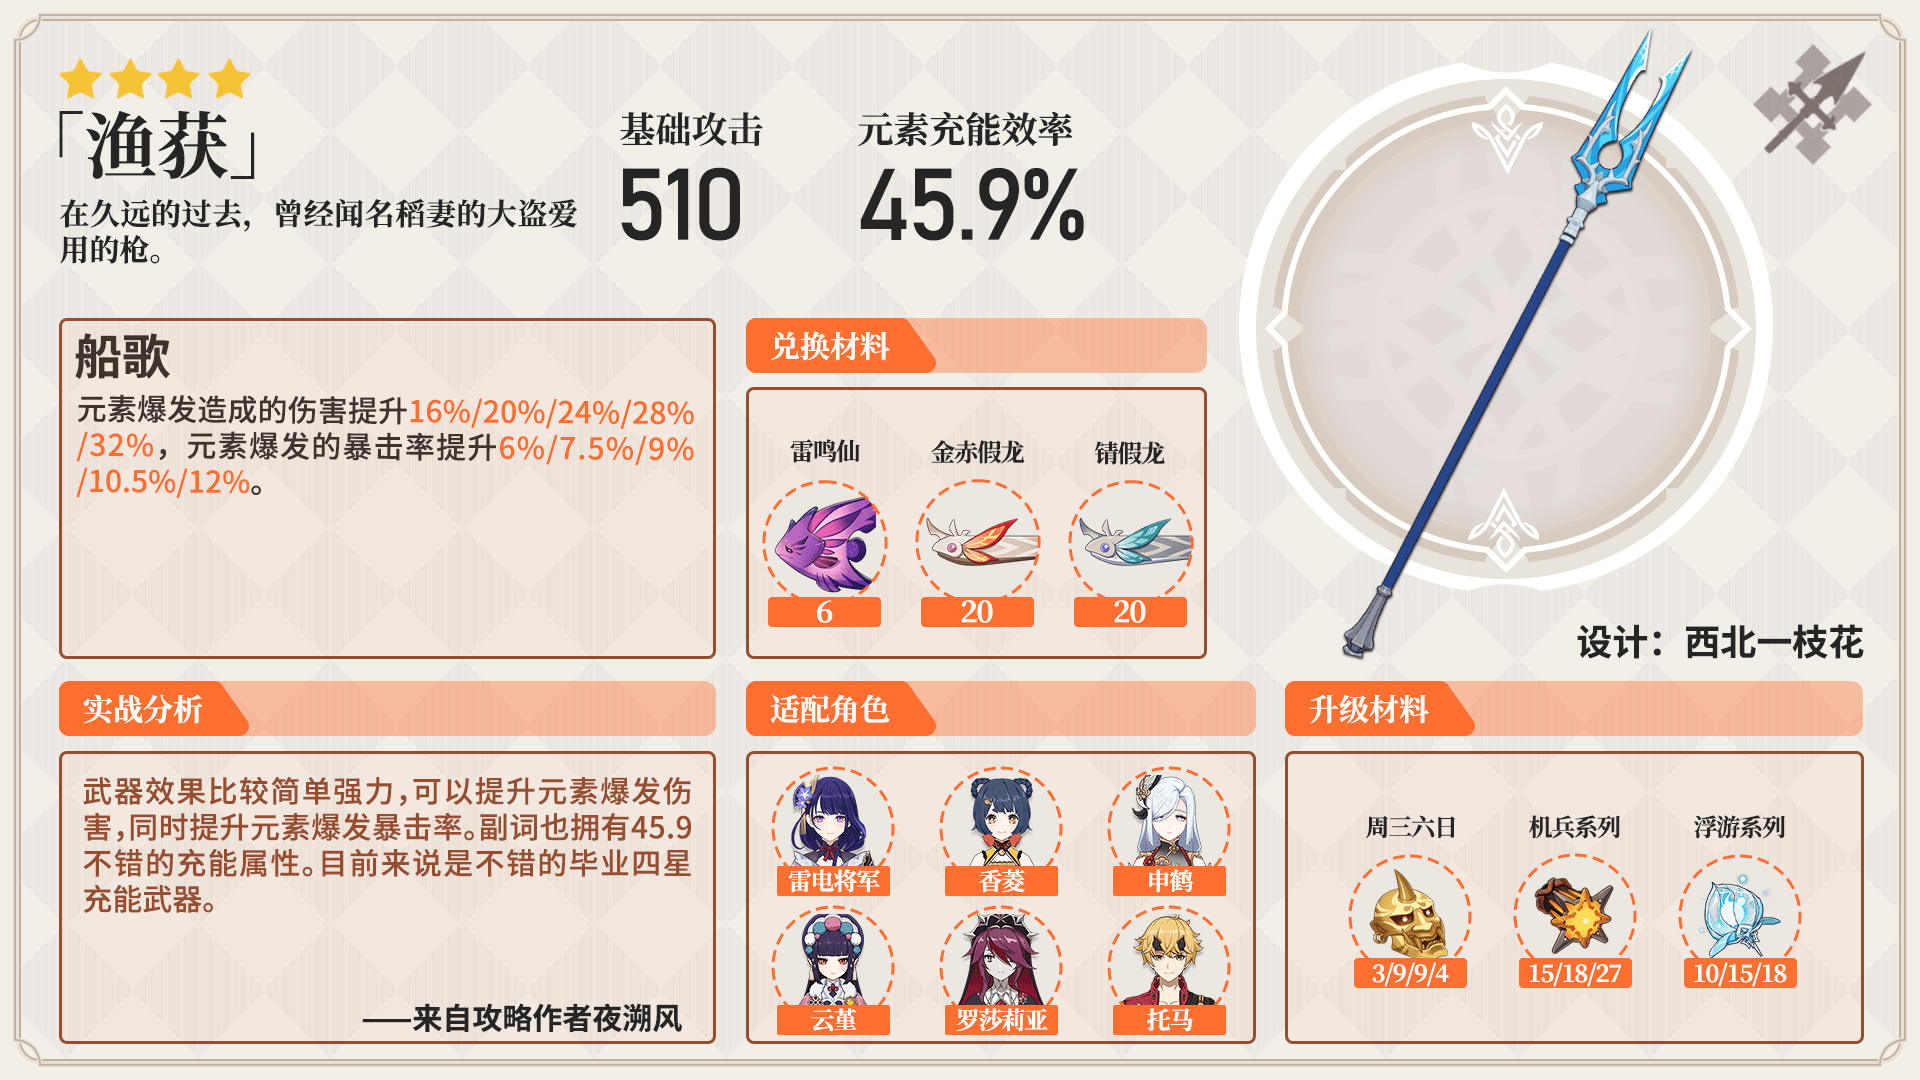 「渔获」
在久远的过去，曾经闻名稻妻的大盗爱
用的枪。
基础攻击
510
元素充能效率
45.9%
船歌
元素爆发造成的伤害提升16%/20%/24%/28%
/32%，元素爆发的暴击率提升6%/7.5%/9%
/10.5%/12%。
兑换材料
雷鸣仙
金赤假龙
锖假龙
6
20
20
设计：西北一枝花
实战分析
武器效果比较简单强力，可以提升元素爆发伤
害，同时提升元素爆发暴击率。副词也拥有45.9
不错的充能属性。目前来说是不错的毕业四星
充能武器。
——来自攻略作者夜溯风
适配角色
雷电将军
香菱
申鹤
云堇
罗莎莉亚
托马
升级材料
周三六日
机兵系列
浮游系列
3/9/9/4
15/18/27
10/15/18